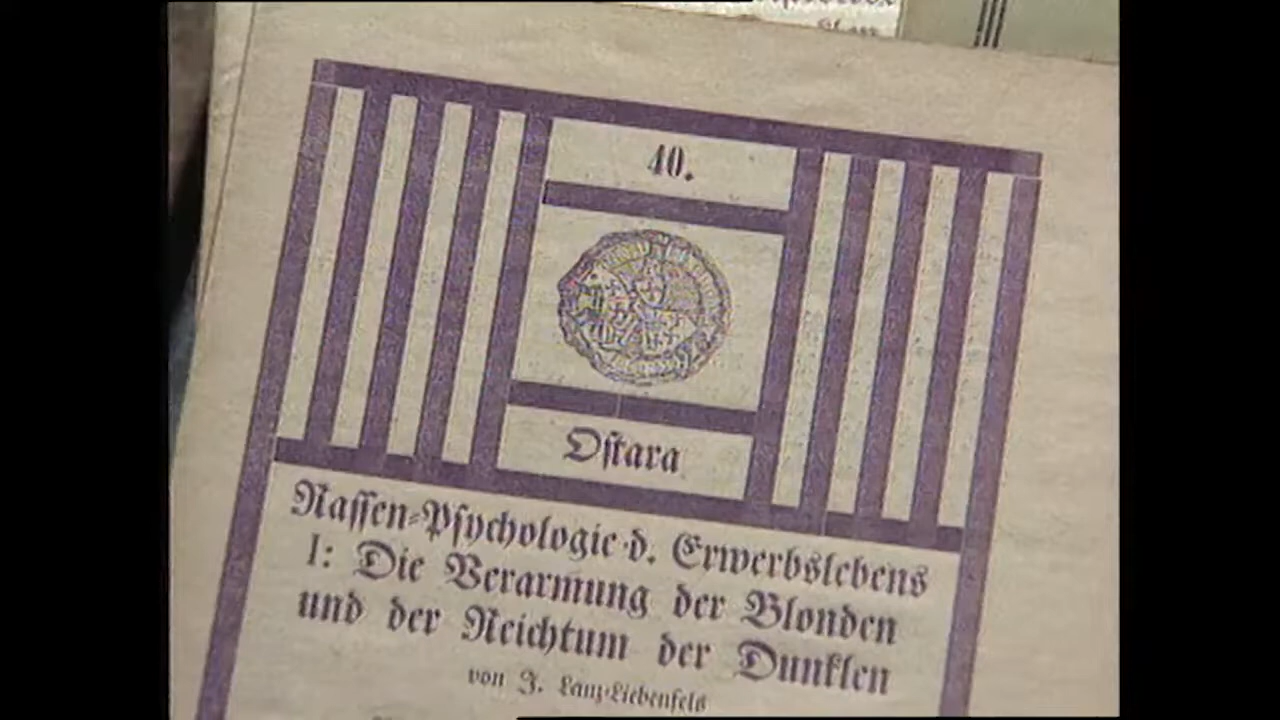 40.
Ostara
Rassen-Psychologie d. Erwerbslebens
I: Die Verarmung der Blonden
und der Reichtum der Dunklen
von J. Lanz-Liebenfels